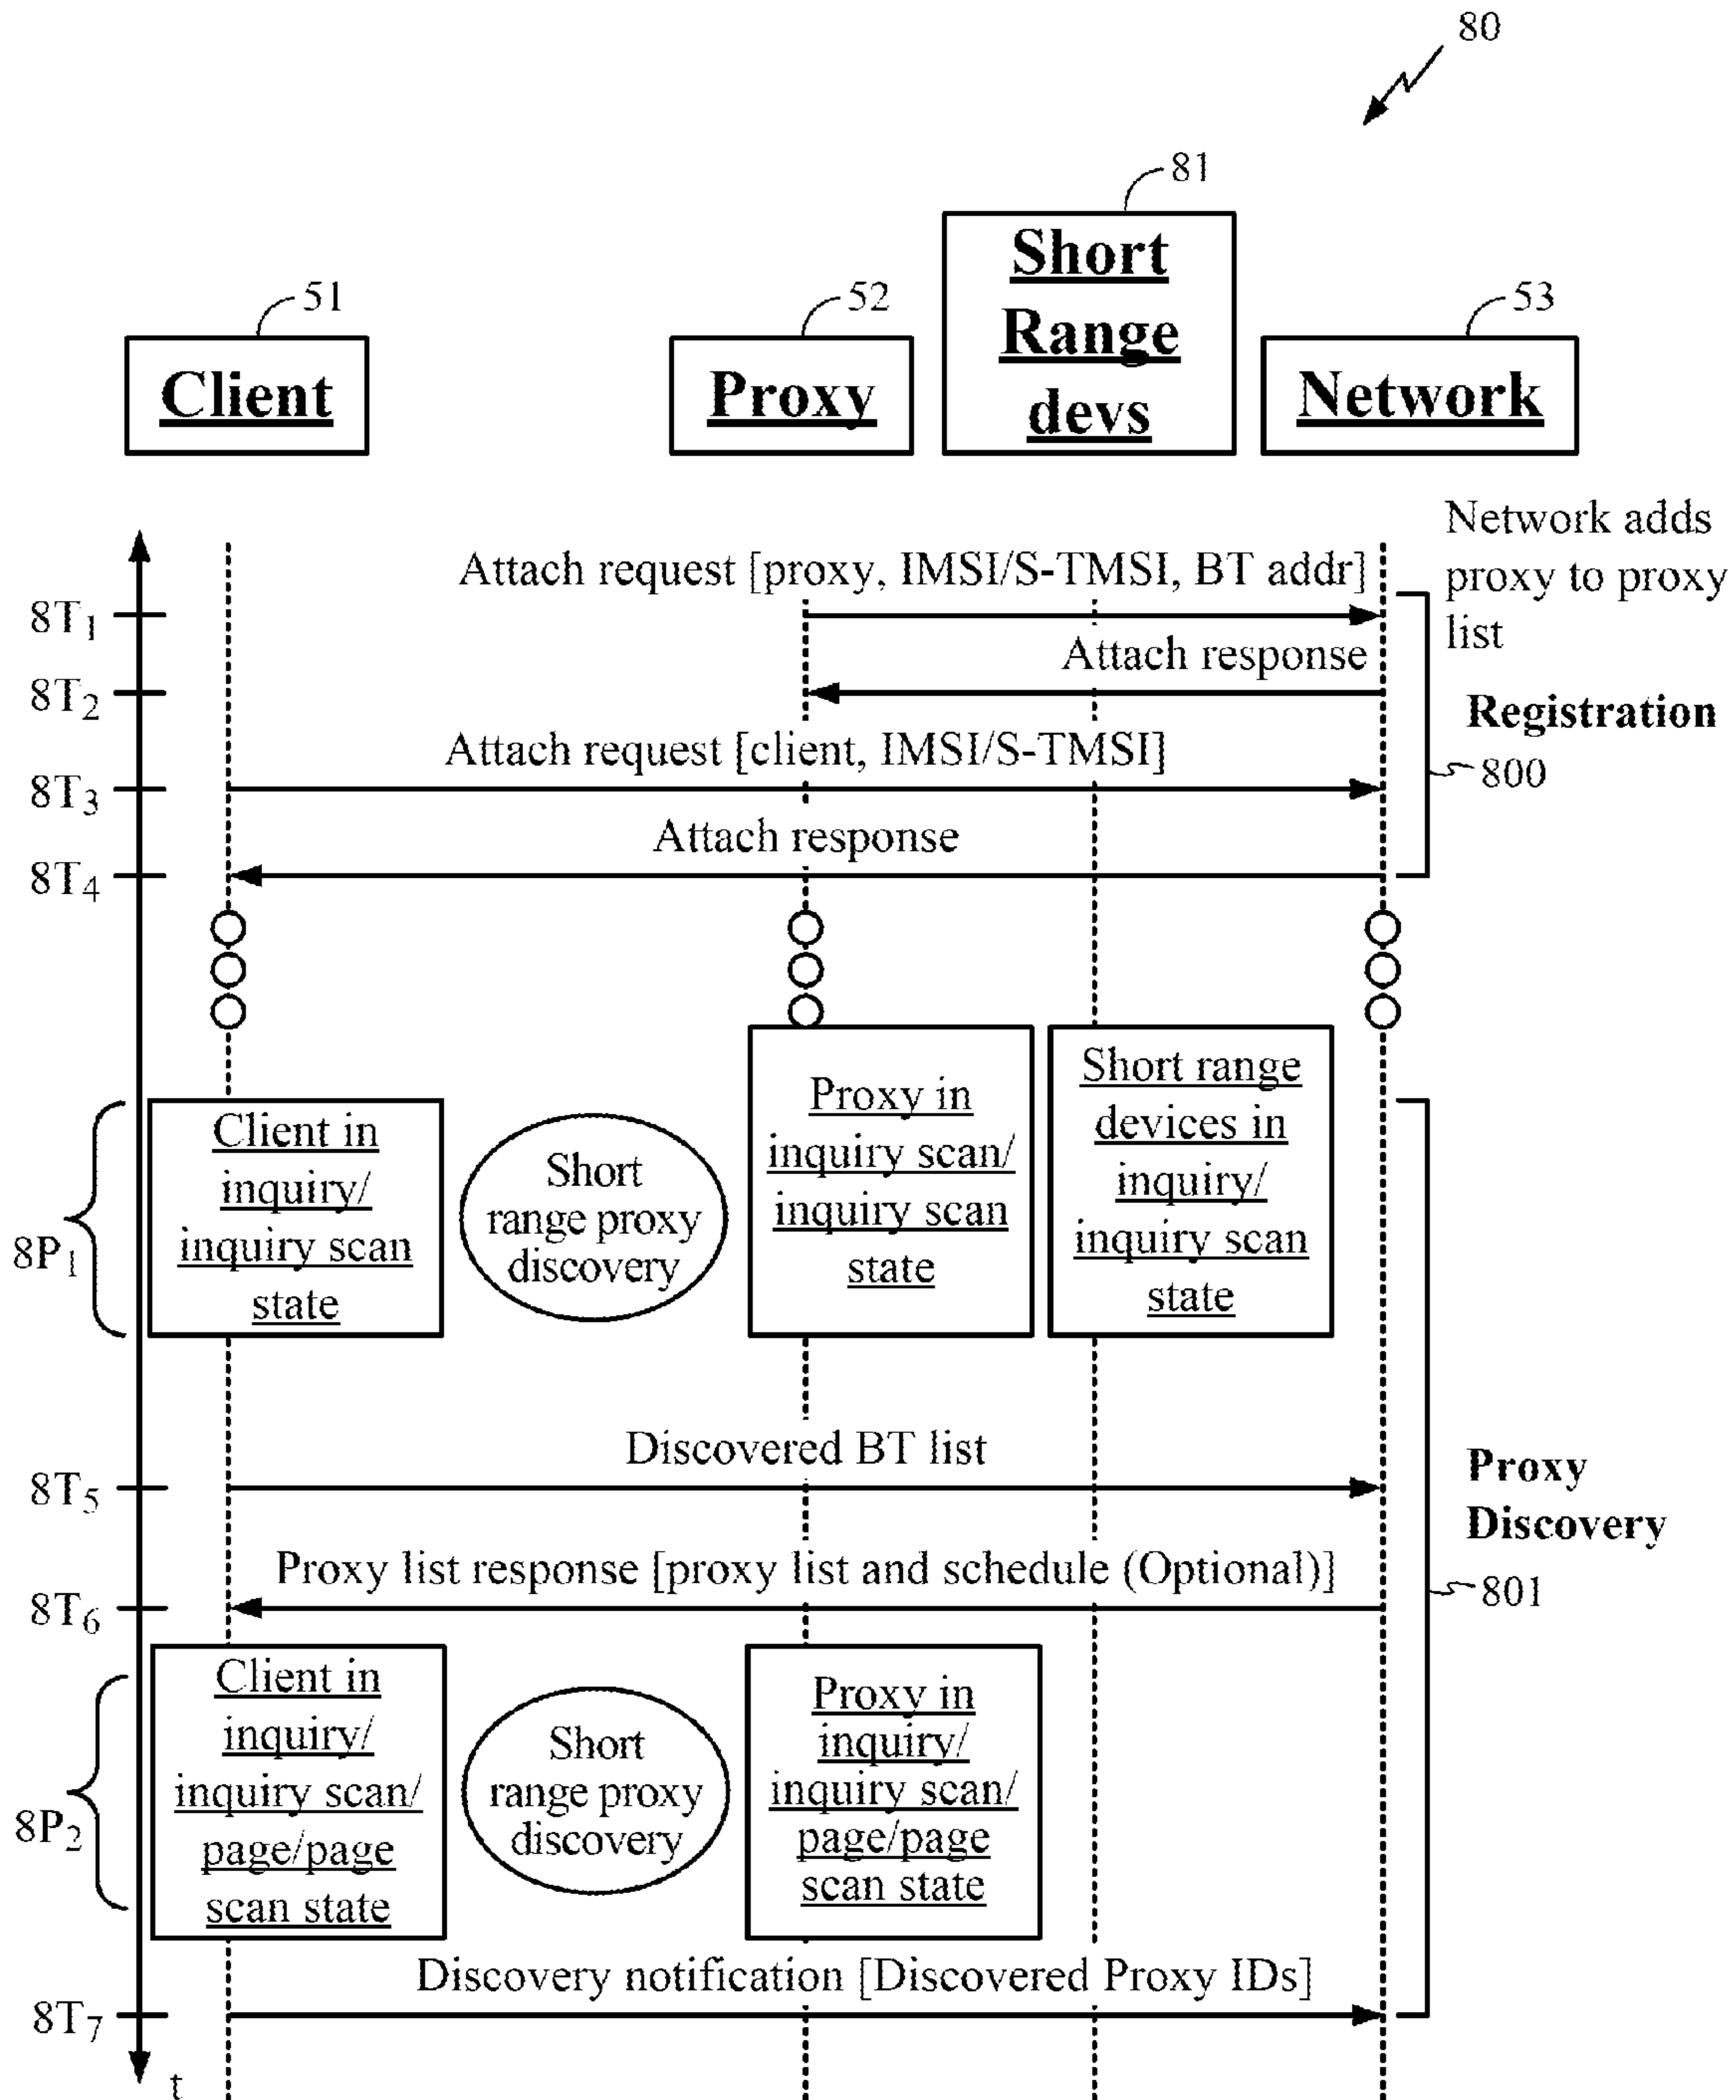 80
81
Short
Range
devs
51
52
53
Client
Proxy
Network
Network adds
proxy to proxy
list
Attach request [proxy, IMSI/S-TMSI, BT addr]
8T1
Attach response
8T2
Registration
Attach request [client, IMSI/S-TMSI]
8T3
800
Attach response
8T4
Client in
inquiry/
inquiry scan
state
Short
range proxy
discovery
Proxy in
inquiry scan/
inquiry scan
state
Short range
devices in
inquiry/
inquiry scan
state
8P1
Discovered BT list
8T5
Proxy
Discovery
Proxy list response [proxy list and schedule (Optional)]
8T6
801
Client in
inquiry/
inquiry scan/
page/page
scan state
Short
range proxy
discovery
Proxy in
inquiry/
inquiry scan/
page/page
scan state
8P2
Discovery notification [Discovered Proxy IDs]
8T7
t